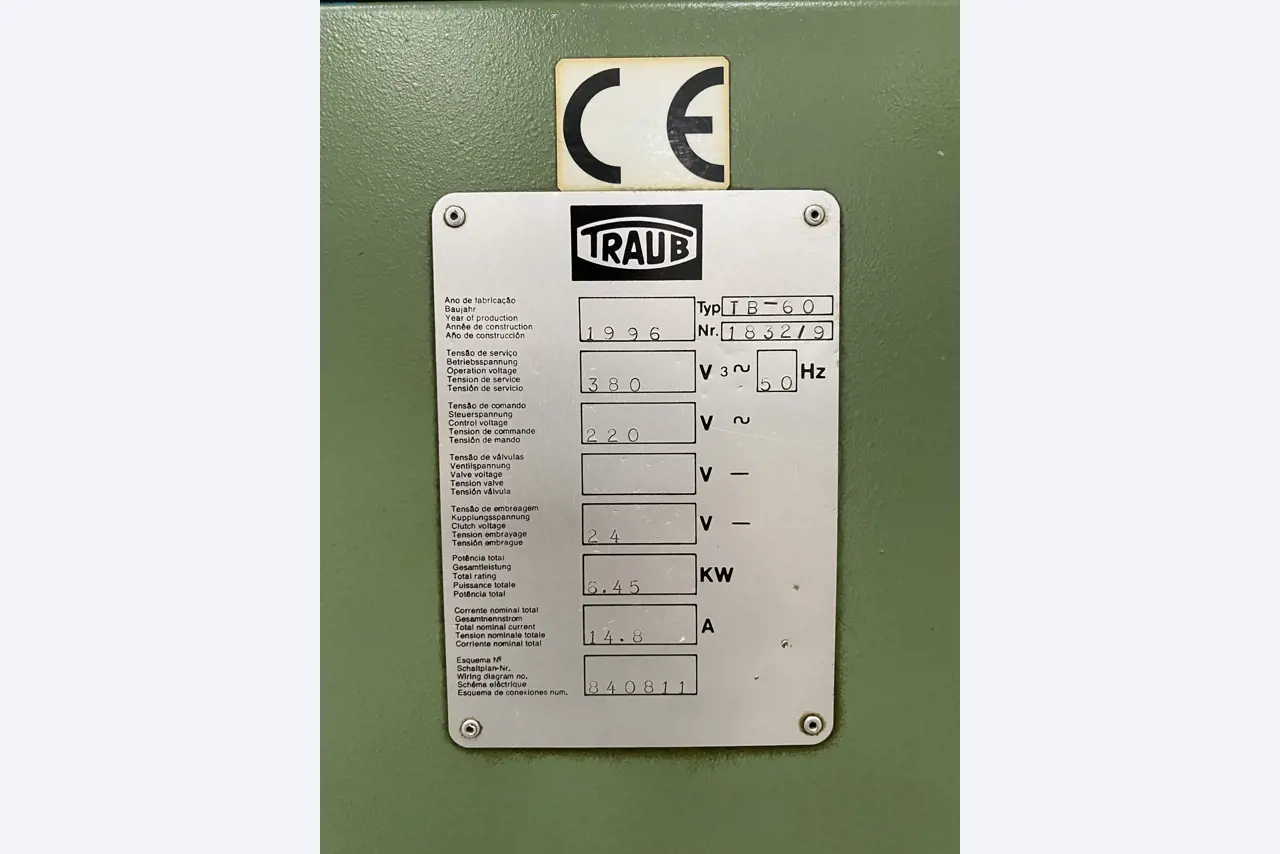 CE
TRAUB
Ano de fabricação
Baujahr
Year of production
Année de construction
Año de construcción
1996
Typ TB-60
Nr. 1832/9
Tensão de serviço
Betriebsspannung
Operation voltage
Tension de service
Tensión de servicio
380 V 3 ~ 50 Hz
Tensão de comando
Steuerspannung
Control voltage
Tension de commande
Tensión de mando
220 V ~
Tensão de válvulas
Ventilspannung
Valve voltage
Tension valve
Tensión válvula
V —
Tensão de embreagem
Kupplungsspannung
Clutch voltage
Tension embrayage
Tensión embrague
24 V —
Potência total
Gesamtleistung
Total rating
Puissance totale
Potência total
6.45 KW
Corrente nominal total
Gesamtnennstrom
Total nominal current
Tension nominale totale
Corriente nominal total
14.8 A
Esquema Nº
Schaltplan-Nr.
Wiring diagram no.
Schéma eléctrique
Esquema de conexiones num.
840811